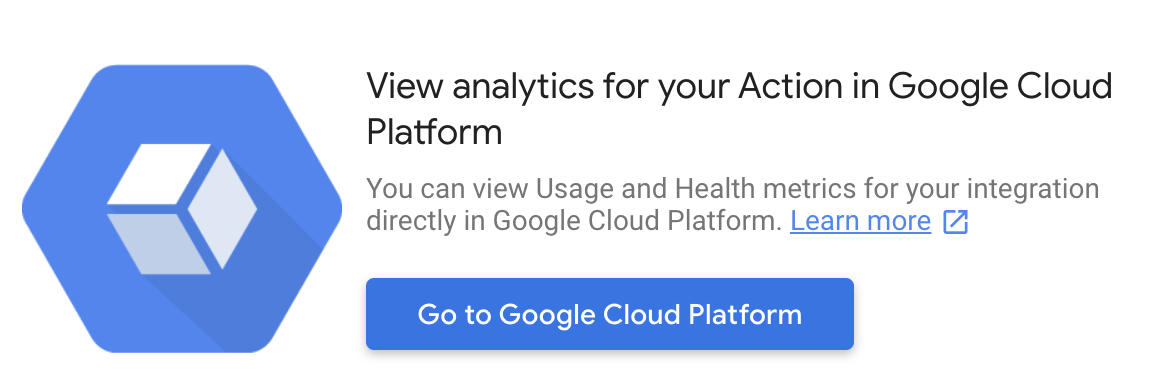 View analytics for your Action in Google Cloud
Platform
You can view Usage and Health metrics for your integration
directly in Google Cloud Platform. Learn more
Go to Google Cloud Platform